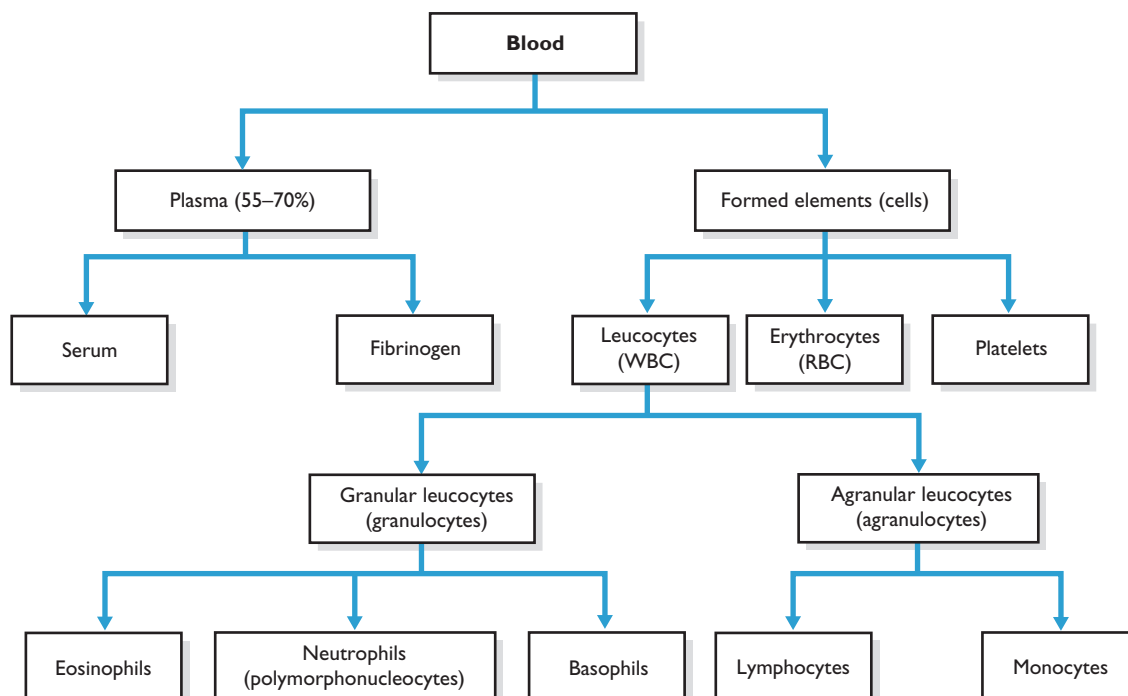 Blood
Plasma (55–70%)
Formed elements (cells)
Serum
Fibrinogen
Leucocytes
(WBC)
Erythrocytes
(RBC)
Platelets
Granular leucocytes
(granulocytes)
Agranular leucocytes
(agranulocytes)
Eosinophils
Neutrophils
(polymorphonucleocytes)
Basophils
Lymphocytes
Monocytes